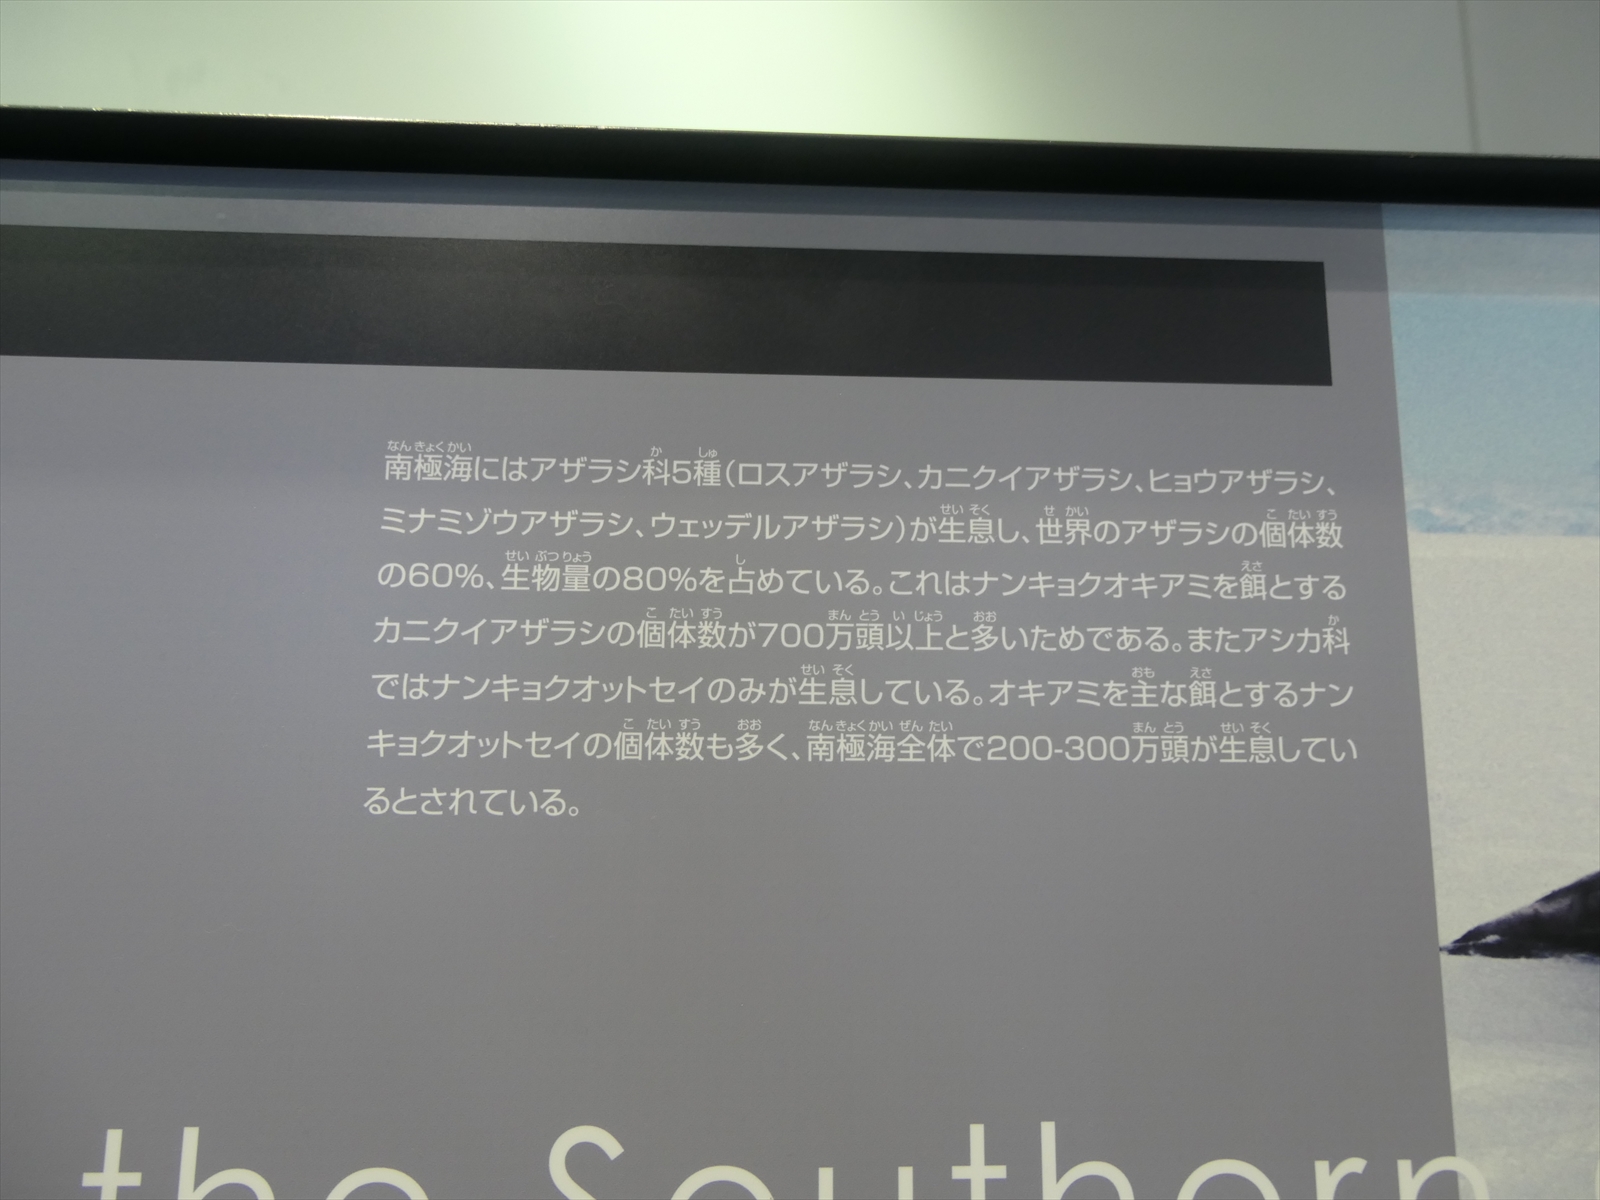 南極海にはアザラシ科5種(ロスアザラシ、カニクイアザラシ、ヒョウアザラシ、
ミナミゾウアザラシ、ウェッデルアザラシ)が生息し、世界のアザラシの個体数
の60%、生物量の80%を占めている。これはナンキョクオキアミを餌とする
カニクイアザラシの個体数が700万頭以上と多いためである。またアシカ科
ではナンキョクオットセイのみが生息している。オキアミを主な餌とするナン
キョクオットセイの個体数も多く、南極海全体で200-300万頭が生息してい
るとされている。
the Southern